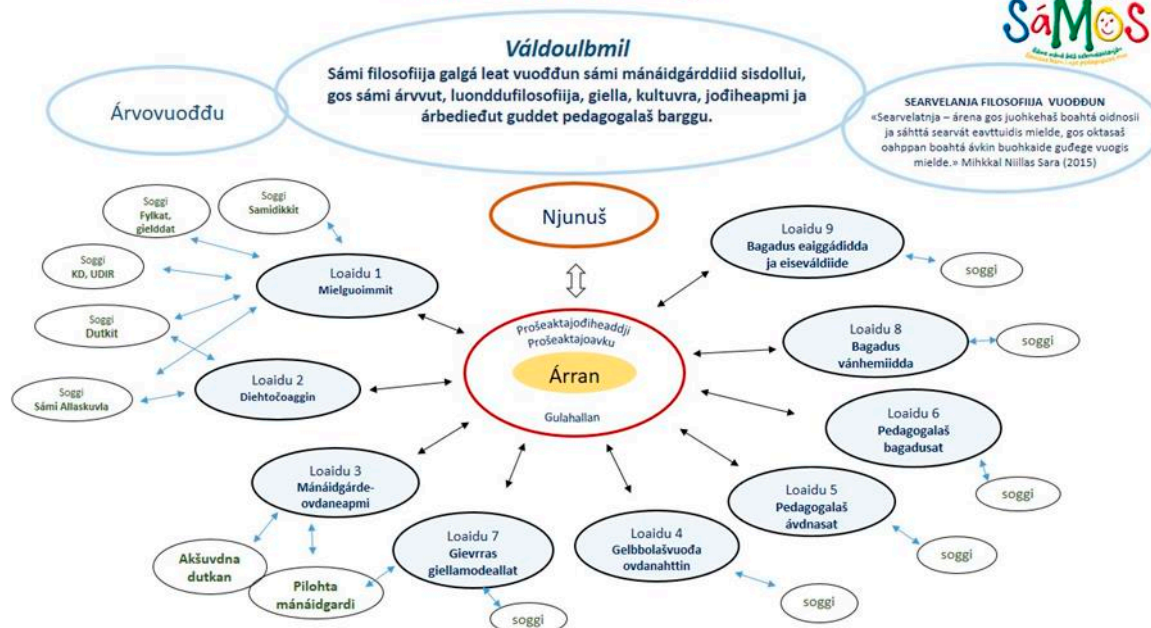 SáMOS
Váldoulbmil
Sámi filosofiija galgá leat vuođđun sámi mánáidgárddiid sisdollui,
gos sámi árvvut, luonddufilosofiija, giella, kultuvra, jođiheapmi ja
árbedieđut guddet pedagogalaš barggu.
Árvovuođđu
SEARVELANJA FILOSOFIIJA VUOĐĐUN
«Searvelatnja – árena gos juohkehaš boahtá oidnosii
ja sáhttá searvát eavttuidis mielde, gos oktasaš
oahppan boahtá ávkin buohkaide guđege vuogis
mielde.» Mihkkal Niillas Sara (2015)
Soggi
Fylkat,
gielddat
Soggi
Samidikkit
Njunuš
Loaidu 9
Bagadus eaiggádidda
ja eiseváldiide
soggi
Soggi
KD, UDIR
Loaidu 1
Mielguoimmit
Soggi
Dutkit
Prošeaktajođiheaddji
Prošeaktajoavku
Árran
Gulahallan
Loaidu 8
Bagadus
vánhemiidda
soggi
Soggi
Sámi Allaskuvla
Loaidu 2
Diehtočoaggin
Loaidu 6
Pedagogalaš
bagadusat
soggi
Loaidu 3
Mánáidgárde-
ovdaneapmi
Loaidu 5
Pedagogalaš
ávdnasat
soggi
Akšuvdna
dutkan
Pilohta
mánáidgardi
Loaidu 7
Gievrras
giellamodeallat
soggi
Loaidu 4
Gelbbolašvuođa
ovdanahttin
soggi